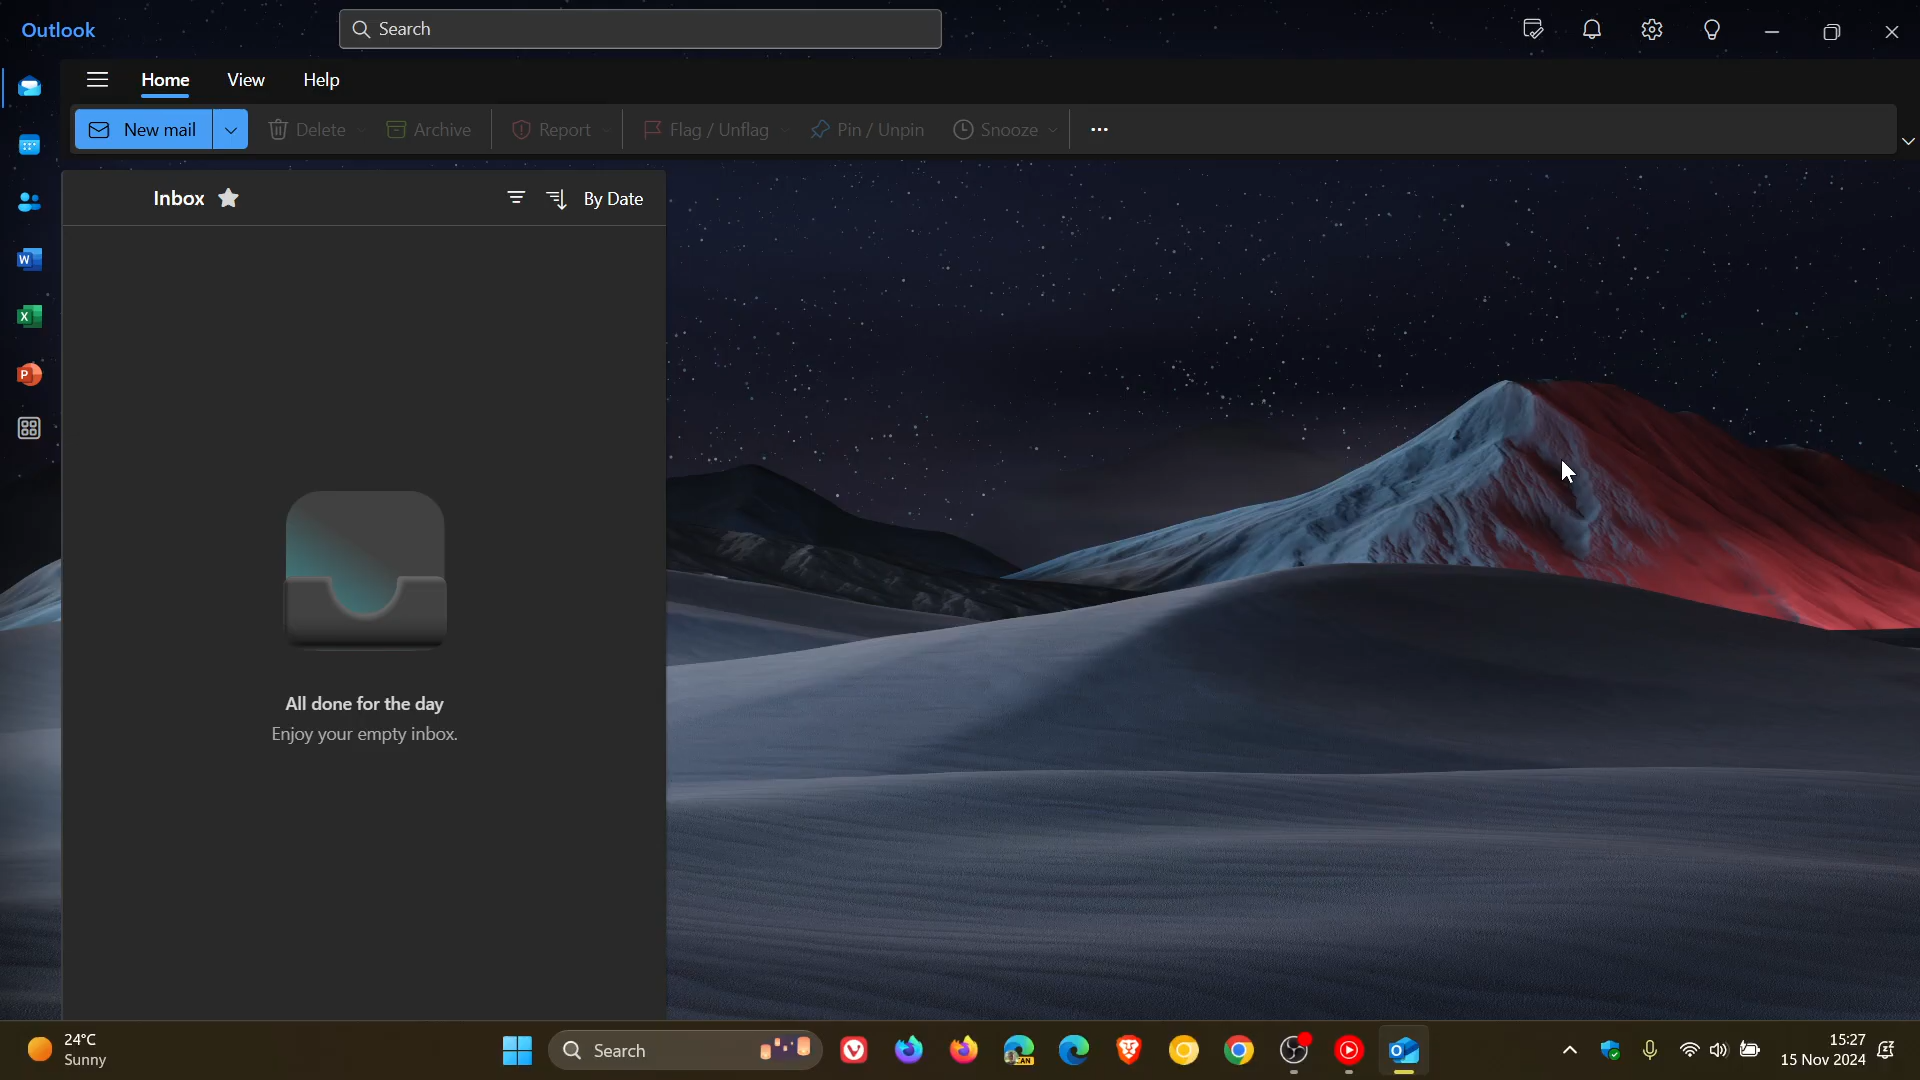 Outlook
Search
Home View Help
New mail Delete Archive Report Flag / Unflag Pin / Unpin Snooze ...
Inbox By Date
All done for the day
Enjoy your empty inbox.
24°C
Sunny
Search
15:27
15 Nov 2024